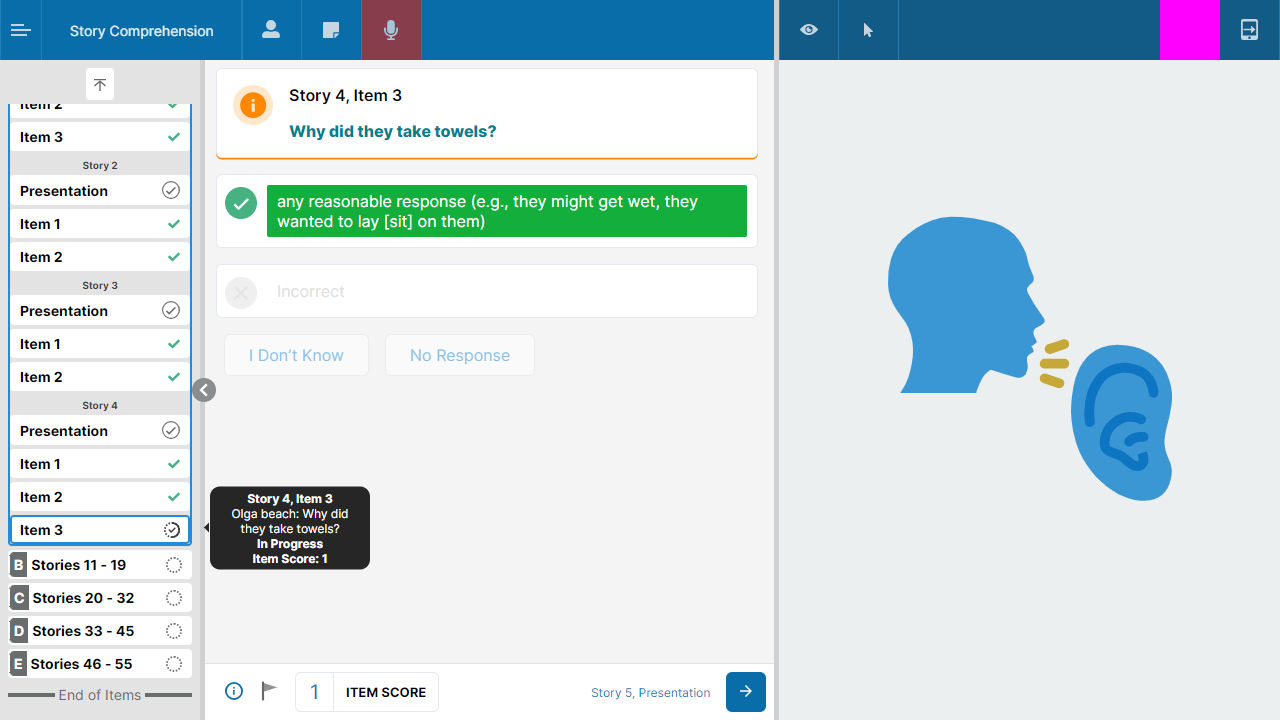 Story Comprehension
Item 2
Item 3
Story 2
Presentation
Item 1
Item 2
Story 3
Presentation
Item 1
Item 2
Story 4
Presentation
Item 1
Item 2
Item 3
B Stories 11 - 19
C Stories 20 - 32
D Stories 33 - 45
E Stories 46 - 55
End of Items
Story 4, Item 3
Why did they take towels?
any reasonable response (e.g., they might get wet, they
wanted to lay [sit] on them)
Incorrect
I Don’t Know
No Response
Story 4, Item 3
Olga beach: Why did
they take towels?
In Progress
Item Score: 1
1 ITEM SCORE
Story 5, Presentation